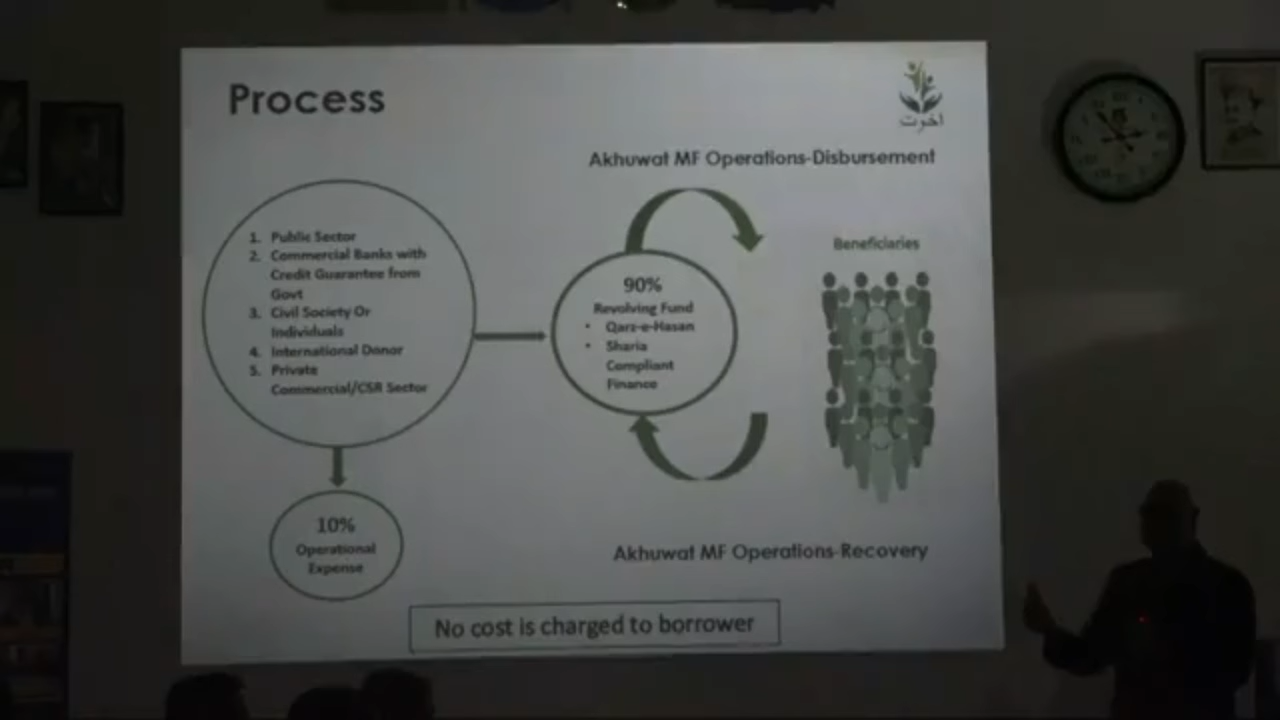 Process
اخوت
Akhuwat MF Operations-Disbursement
1. Public Sector
2. Commercial Banks with
Credit Guarantee from
Govt
3. Civil Society Or
Individuals
4. International Donor
5. Private
Commercial/CSR Sector
90%
Revolving Fund
• Qarz-e-Hasan
• Sharia
Compliant
Finance
Beneficiaries
10%
Operational
Expense
Akhuwat MF Operations-Recovery
No cost is charged to borrower